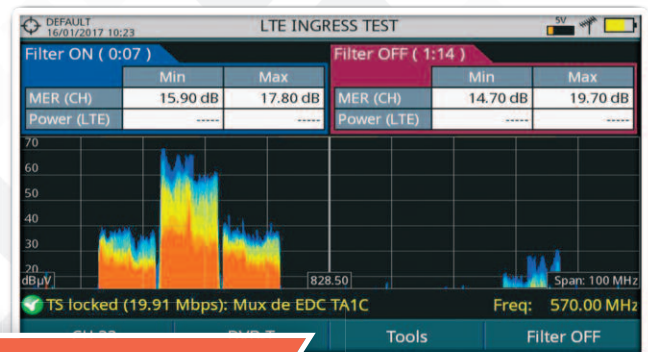 DEFAULT
16/01/2017 10:23
LTE INGRESS TEST
5V
Filter ON ( 0:07 )
Min Max
MER (CH) 15.90 dB 17.80 dB
Power (LTE) ----- -----
Filter OFF ( 1:14 )
Min Max
MER (CH) 14.70 dB 19.70 dB
Power (LTE) ----- -----
70
60
50
40
30
20
dBµV 828.50 Span: 100 MHz
TS locked (19.91 Mbps): Mux de EDC TA1C Freq: 570.00 MHz
Tools Filter OFF